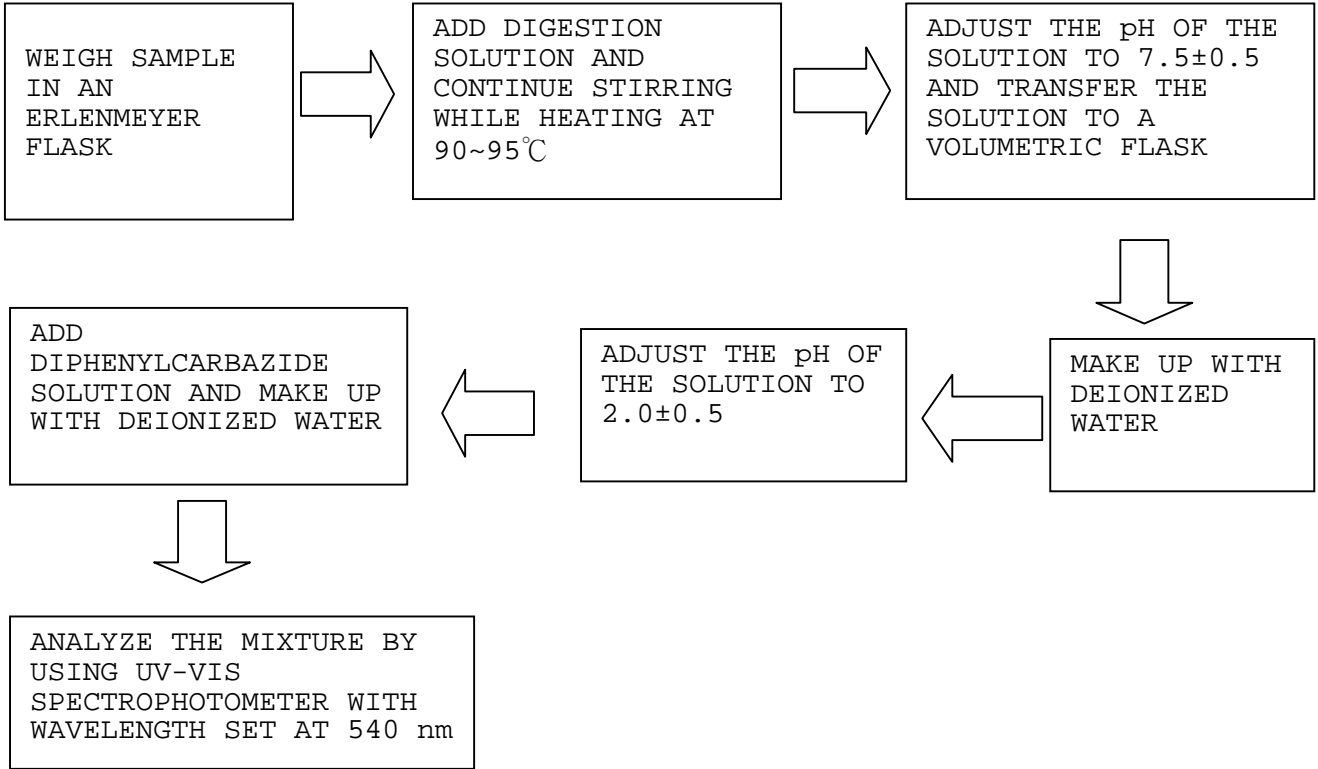 WEIGH SAMPLE
IN AN
ERLENMEYER
FLASK
ADD DIGESTION
SOLUTION AND
CONTINUE STIRRING
WHILE HEATING AT
90~95℃
ADJUST THE pH OF THE
SOLUTION TO 7.5±0.5
AND TRANSFER THE
SOLUTION TO A
VOLUMETRIC FLASK
MAKE UP WITH
DEIONIZED
WATER
ADJUST THE pH OF
THE SOLUTION TO
2.0±0.5
ADD
DIPHENYLCARBAZIDE
SOLUTION AND MAKE UP
WITH DEIONIZED WATER
ANALYZE THE MIXTURE BY
USING UV-VIS
SPECTROPHOTOMETER WITH
WAVELENGTH SET AT 540 nm